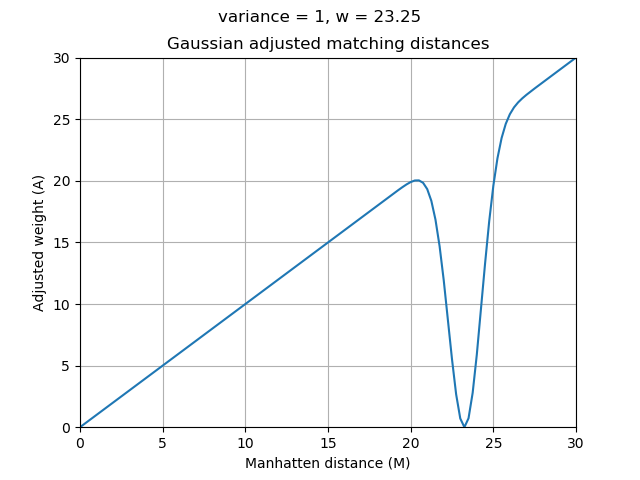 variance = 1, w = 23.25
Gaussian adjusted matching distances
Adjusted weight (A)
30
25
20
15
10
5
0
0 5 10 15 20 25 30
Manhatten distance (M)